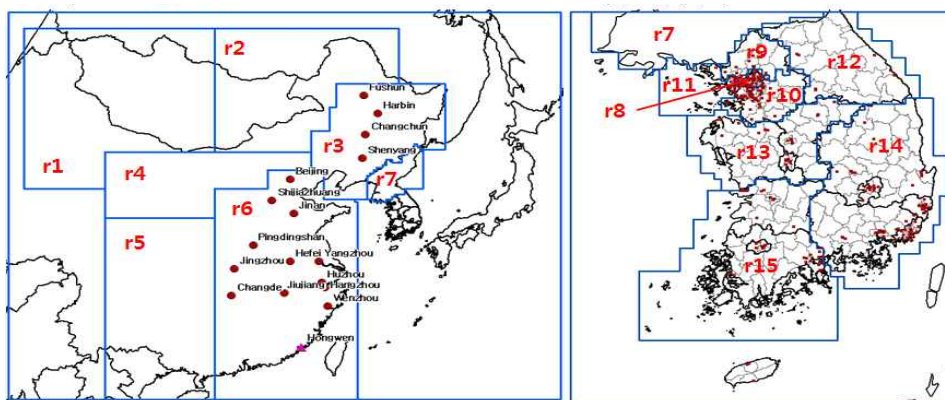 r2
Fushun
Harbin
Changchun
r3
Shenyang
r1
r4
Beijing
r7
Shijiazhuang
r6
Jinan
r5
Pingdingshan
Jingzhou
Hefei
Yangzhou
Huzhou
Changde
Jiujiang
Hangzhou
Wenzhou
Hongwen
r7
r9
r12
r11
r8
r10
r13
r14
r15